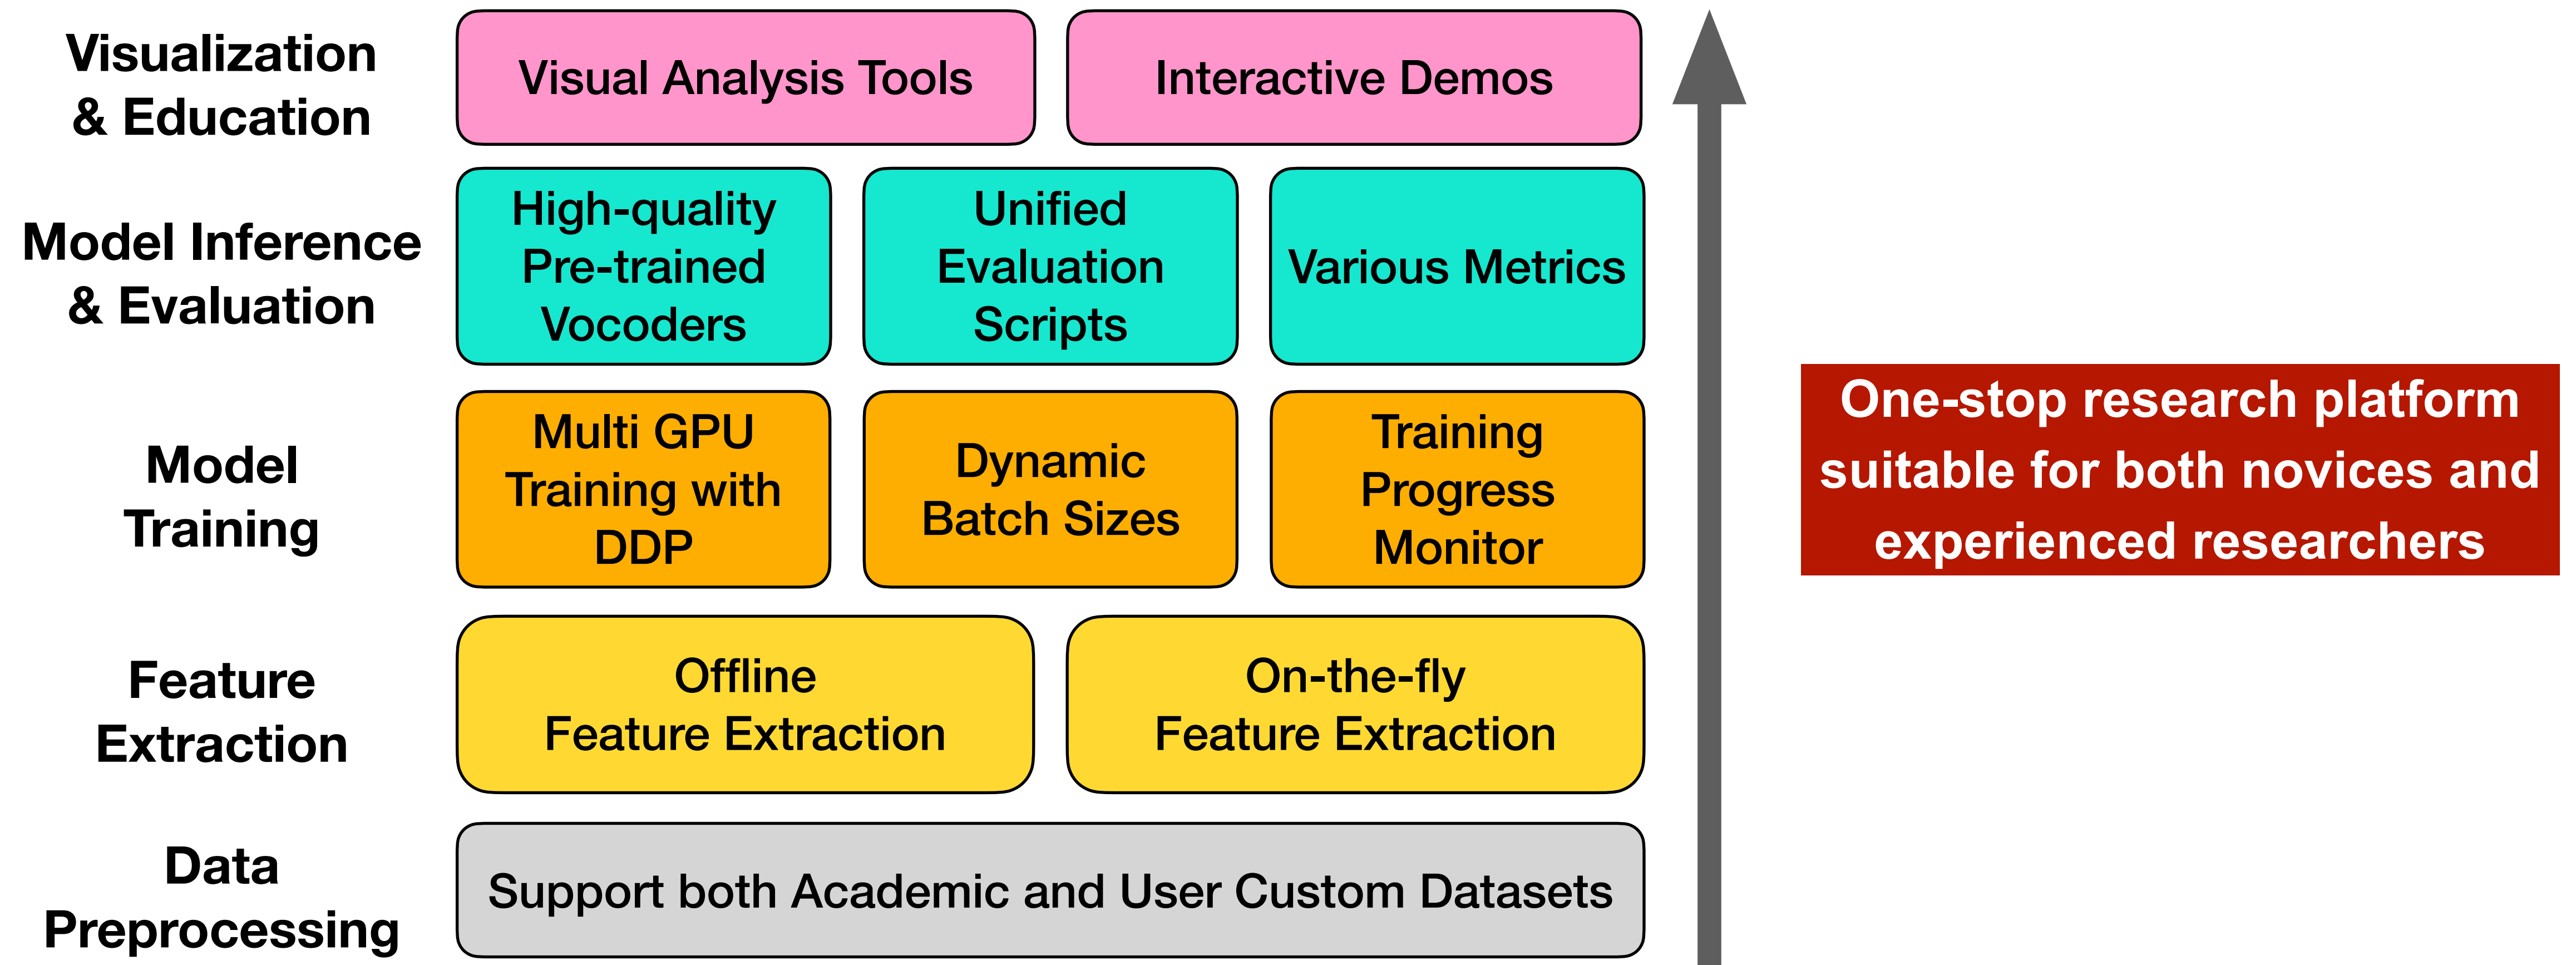 Visualization
& Education
Visual Analysis Tools
Interactive Demos
Model Inference
& Evaluation
High-quality
Pre-trained
Vocoders
Unified
Evaluation
Scripts
Various Metrics
Model
Training
Multi GPU
Training with
DDP
Dynamic
Batch Sizes
Training
Progress
Monitor
Feature
Extraction
Offline
Feature Extraction
On-the-fly
Feature Extraction
Data
Preprocessing
Support both Academic and User Custom Datasets
One-stop research platform
suitable for both novices and
experienced researchers